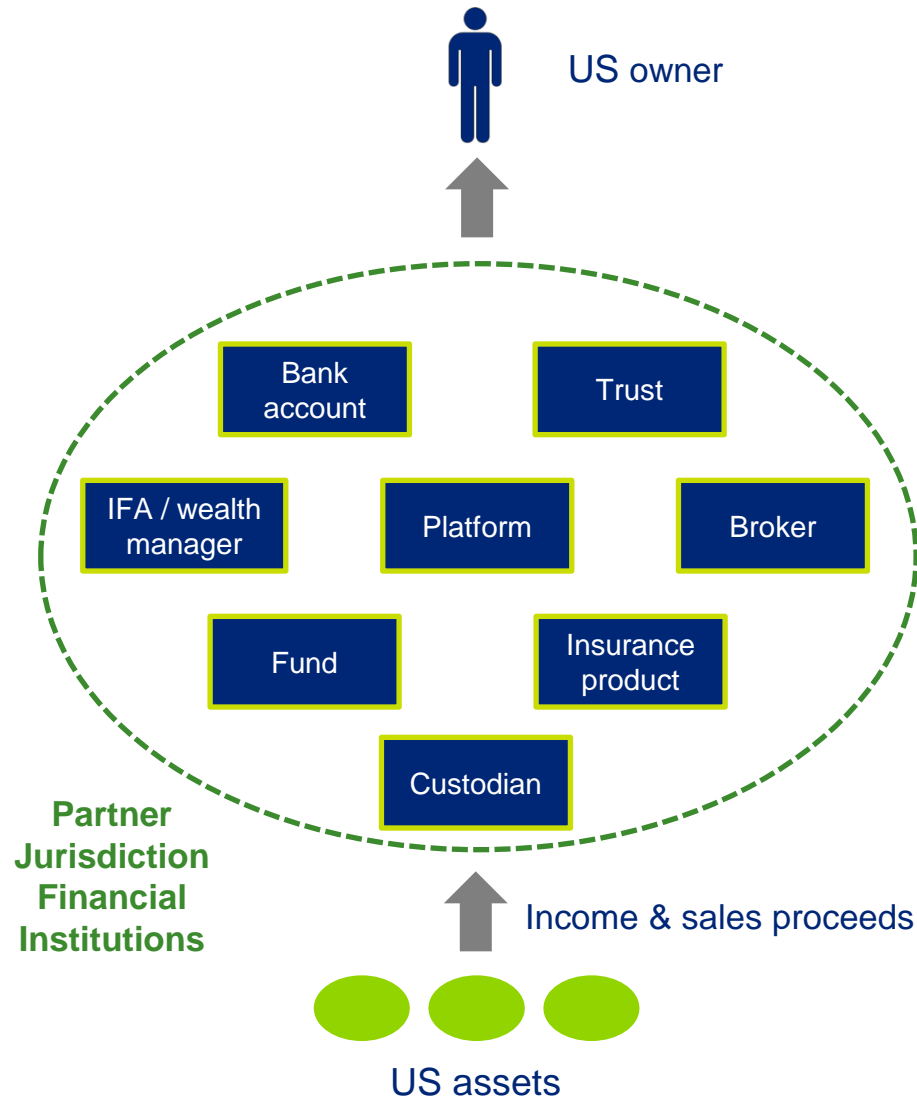 US owner
Bank
account
Trust
IFA / wealth
manager
Platform
Broker
Fund
Insurance
product
Custodian
Partner
Jurisdiction
Financial
Institutions
Income & sales proceeds
US assets